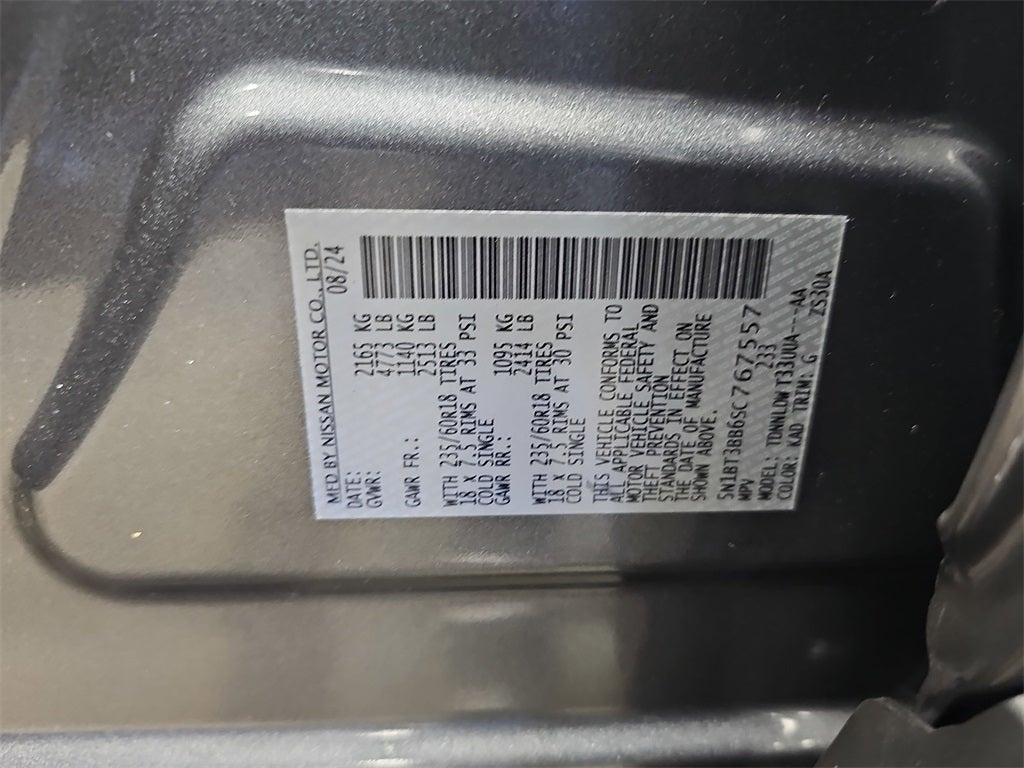 MFD BY NISSAN MOTOR CO., LTD.
DATE: 08/24
GVWR: 2165 KG
4773 LB
GAWR FR.: 1140 KG
2513 LB
WITH 235/60R18 TIRES
18 X 7.5 RIMS AT 33 PSI
COLD SINGLE
GAWR RR.: 1095 KG
2414 LB
WITH 235/60R18 TIRES
18 X 7.5 RIMS AT 30 PSI
COLD SINGLE
THIS VEHICLE CONFORMS TO
ALL APPLICABLE FEDERAL
MOTOR VEHICLE SAFETY AND
THEFT PREVENTION
STANDARDS IN EFFECT ON
THE DATE OF MANUFACTURE
SHOWN ABOVE.
5N1BT3BB6SC767557
MPV 233
MODEL: TDWNLDWT33UUA---AA
COLOR: KAD TRIM: G ZS30A